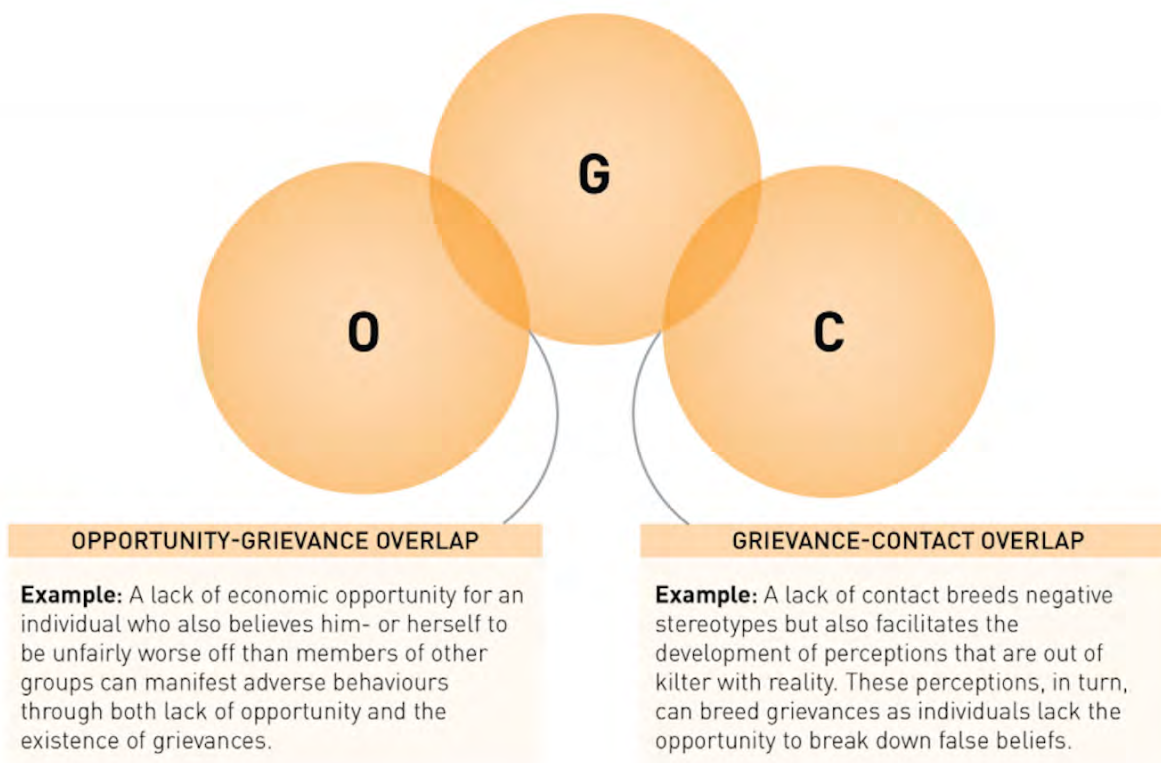 G
O
C
OPPORTUNITY-GRIEVANCE OVERLAP
Example: A lack of economic opportunity for an
individual who also believes him- or herself to
be unfairly worse off than members of other
groups can manifest adverse behaviours
through both lack of opportunity and the
existence of grievances.
GRIEVANCE-CONTACT OVERLAP
Example: A lack of contact breeds negative
stereotypes but also facilitates the
development of perceptions that are out of
kilter with reality. These perceptions, in turn,
can breed grievances as individuals lack the
opportunity to break down false beliefs.